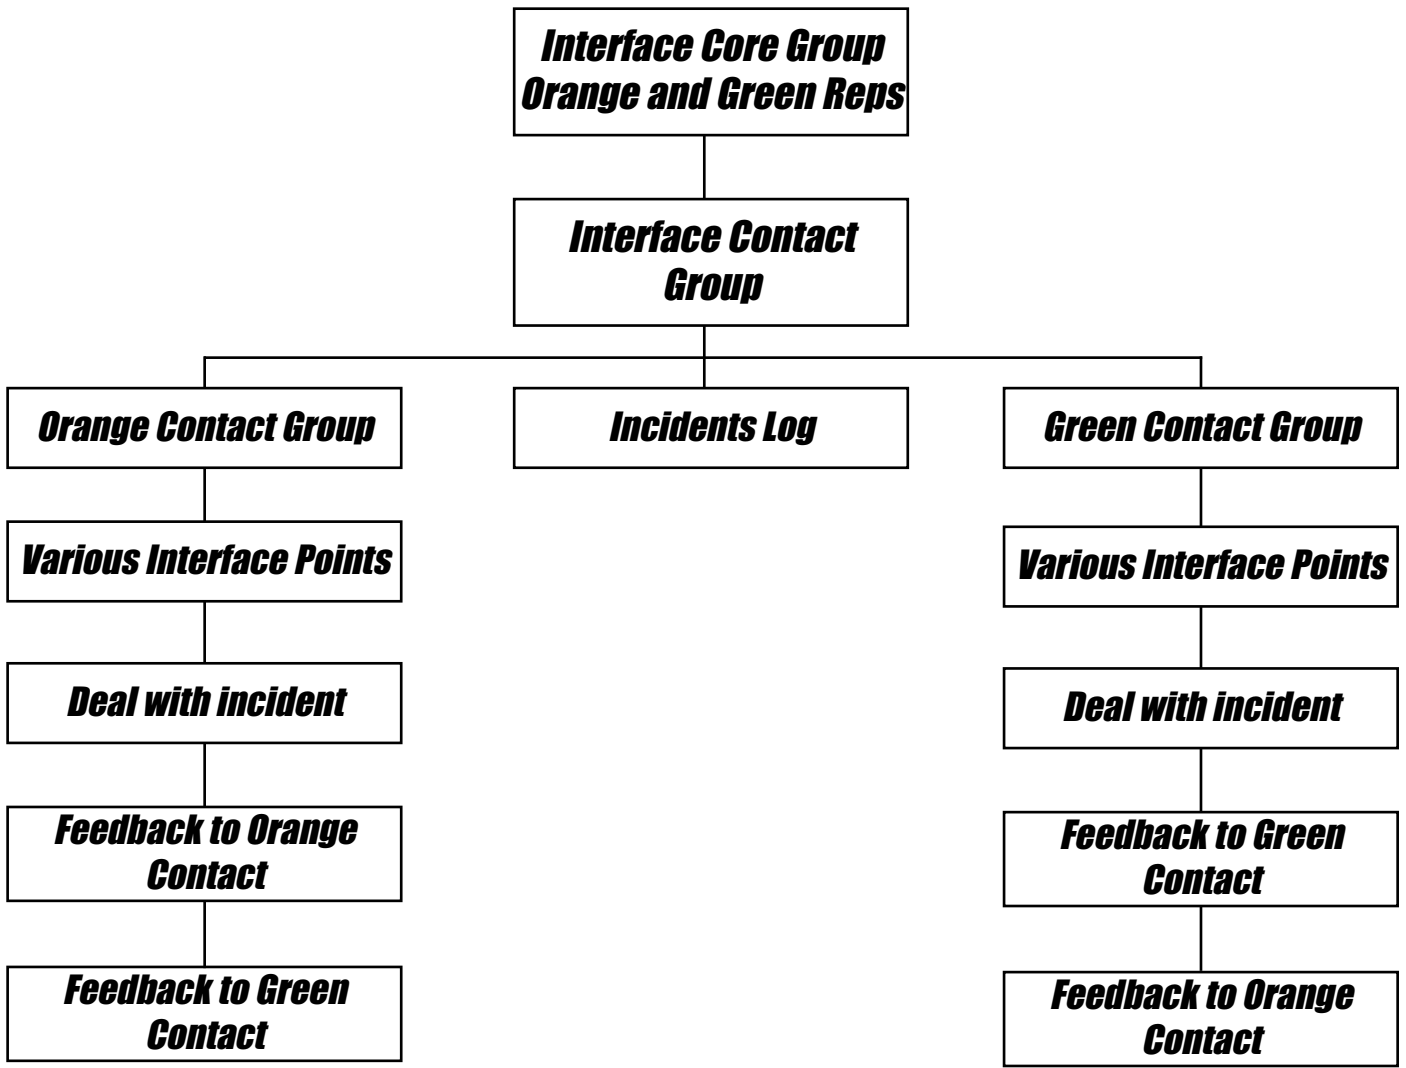 Interface Core Group
Orange and Green Reps
Interface Contact
Group
Orange Contact Group
Incidents Log
Green Contact Group
Various Interface Points
Various Interface Points
Deal with incident
Deal with incident
Feedback to Orange
Contact
Feedback to Green
Contact
Feedback to Green
Contact
Feedback to Orange
Contact